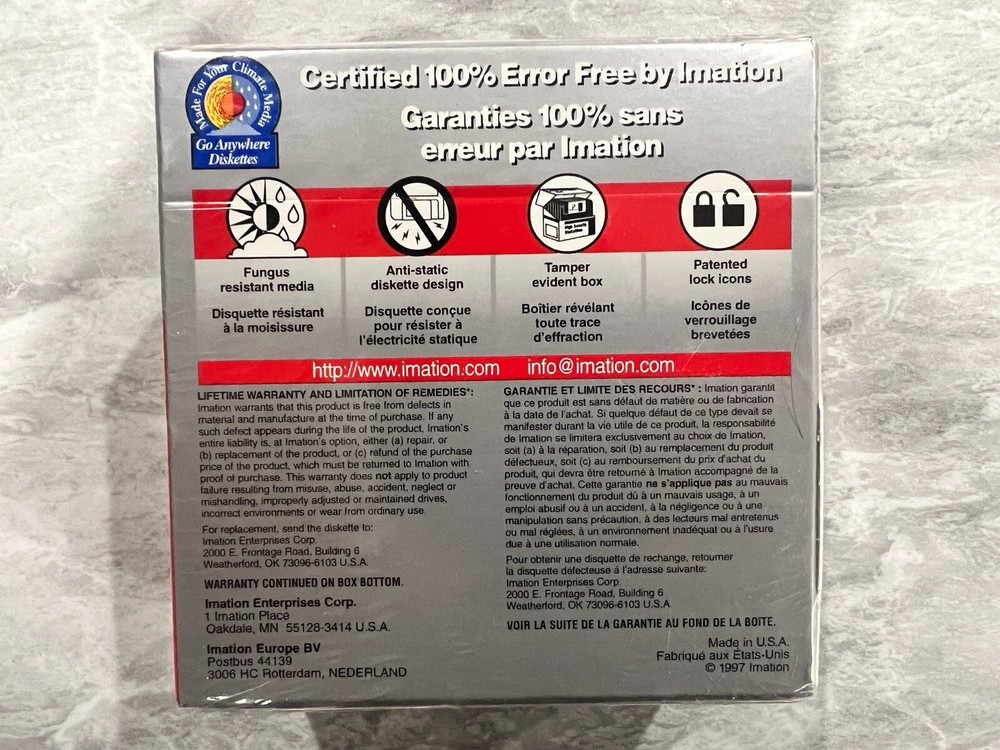 Made For Your Climate Media
Go Anywhere
Diskettes
Certified 100% Error Free by Imation
Garanties 100% sans
erreur par Imation
Fungus
resistant media
Disquette résistant
à la moisissure
Anti-static
diskette design
Disquette conçue
pour résister à
l'électricité statique
Tamper
evident box
Boîtier révélant
toute trace
d'effraction
Patented
lock icons
Icônes de
verrouillage
brevetées
http://www.imation.com info@imation.com
LIFETIME WARRANTY AND LIMITATION OF REMEDIES*:
Imation warrants that this product is free from defects in
material and manufacture at the time of purchase. If any
such defect appears during the life of the product, Imation's
entire liability is, at Imation's option, either (a) repair, or
(b) replacement of the product, or (c) refund of the purchase
price of the product, which must be returned to Imation with
proof of purchase. This warranty does not apply to product
failure resulting from misuse, abuse, accident, neglect or
mishandling, improperly adjusted or maintained drives,
incorrect environments or wear from ordinary use.
For replacement, send the diskette to:
Imation Enterprises Corp.
2000 E. Frontage Road, Building 6
Weatherford, OK 73096-6103 U.S.A.
WARRANTY CONTINUED ON BOX BOTTOM.
Imation Enterprises Corp.
1 Imation Place
Oakdale, MN 55128-3414 U.S.A.
Imation Europe BV
Postbus 44139
3006 HC Rotterdam, NEDERLAND
GARANTIE ET LIMITE DES RECOURS* : Imation garantit
que ce produit est sans défaut de matière ou de fabrication
à la date de l'achat. Si quelque défaut de ce type devait se
manifester durant la vie utile de ce produit, la responsabilité
de Imation se limitera exclusivement au choix de Imation,
soit (a) à la réparation, soit (b) au remplacement du produit
défectueux, soit (c) au remboursement du prix d'achat du
produit, qui devra être retourné à Imation accompagné de la
preuve d'achat. Cette garantie ne s'applique pas au mauvais
fonctionnement du produit dû à un mauvais usage, à un
emploi abusif ou à un accident, à la négligence ou à une
manipulation sans précaution, à des lecteurs mal entretenus
ou mal réglées, à un environnement inadéquat ou à l'usure
due à une utilisation normale.
Pour obtenir une disquette de rechange, retourner
la disquette défecteuse à l'adresse suivante:
Imation Enterprises Corp.
2000 E. Frontage Road, Building 6
Weatherford, OK 73096-6103 U.S.A.
VOIR LA SUITE DE LA GARANTIE AU FOND DE LA BOITE.
Made in U.S.A.
Fabriqué aux États-Unis
© 1997 Imation